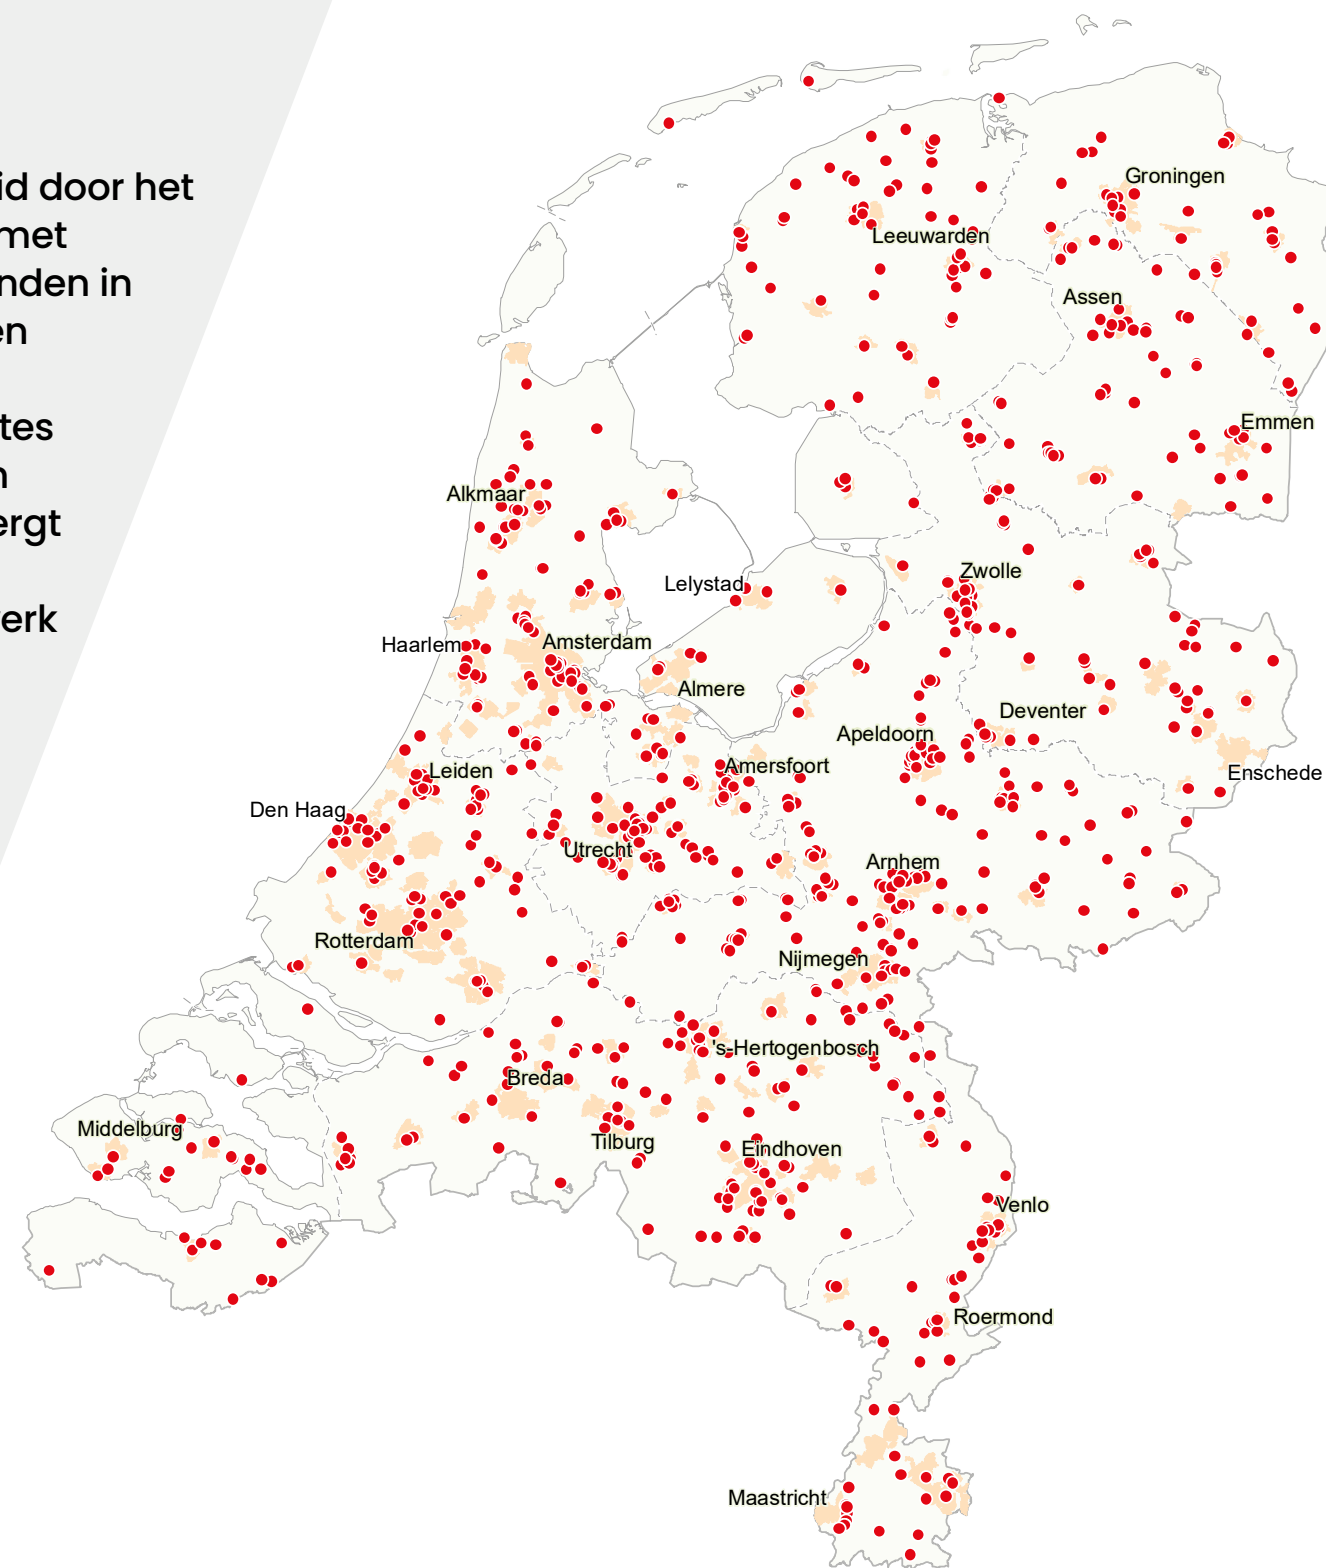 id door het
met
nden in
en
tes
n
ergt
erk
Groningen
Leeuwarden
Assen
Emmen
Alkmaar
Lelystad
Zwolle
Haarlem
Amsterdam
Almere
Deventer
Apeldoorn
Amersfoort
Leiden
Enschede
Den Haag
Utrecht
Arnhem
Rotterdam
Nijmegen
's-Hertogenbosch
Breda
Middelburg
Tilburg
Eindhoven
Venlo
Roermond
Maastricht